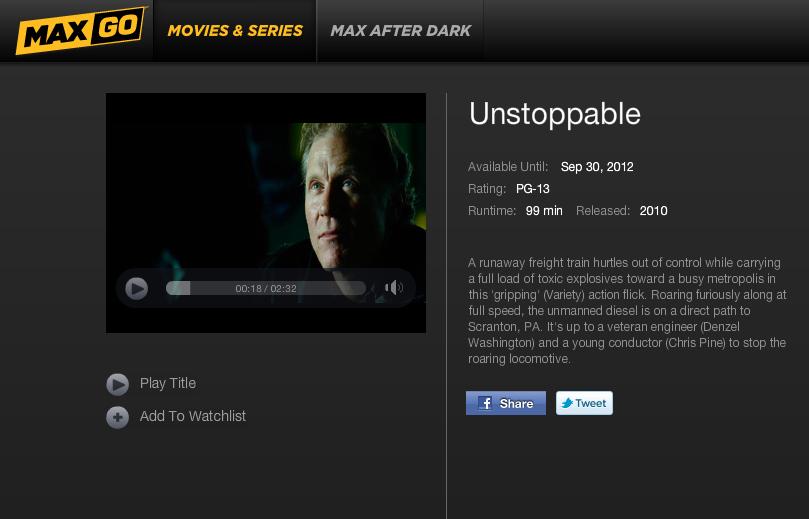 MAX GO
MOVIES & SERIES
MAX AFTER DARK
Unstoppable
Available Until: Sep 30, 2012
Rating: PG-13
Runtime: 99 min Released: 2010
A runaway freight train hurtles out of control while carrying
a full load of toxic explosives toward a busy metropolis in
this 'gripping' (Variety) action flick. Roaring furiously along at
full speed, the unmanned diesel is on a direct path to
Scranton, PA. It's up to a veteran engineer (Denzel
Washington) and a young conductor (Chris Pine) to stop the
roaring locomotive.
00:18 / 02:32
Play Title
Add To Watchlist
f Share
Tweet